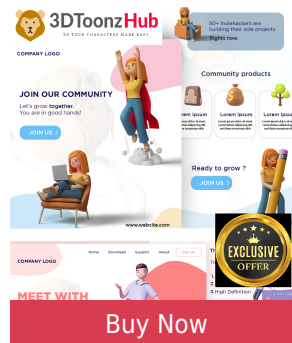 3DToonzHub
3D Toon Characters Made Easy
COMPANY LOGO
JOIN OUR COMMUNITY
Let's grow together.
You are in good hands!
JOIN US
www.website.com
50+ Indiehackers are
building their side projects.
Right now.
Community products
Lorem Ipsum
Lorem Ipsum
Lorem Ip
Ready to grow ?
JOIN US
EXCLUSIVE
OFFER
Home
Download
Support
About
Sign Up
COMPANY LOGO
MEET WITH
High Definition
Buy Now